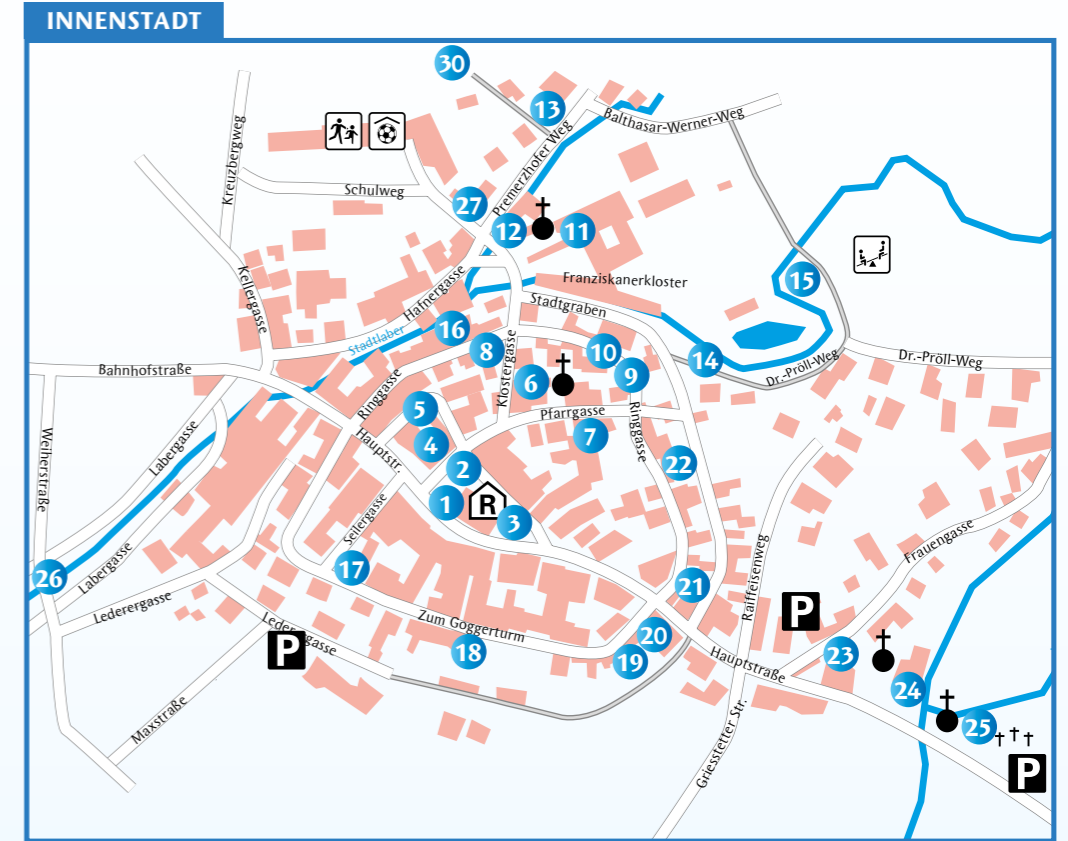 INNENSTADT
30
13
Balthasar-Werner-Weg
Kreuzbergweg
Premerzhofer Weg
Schulweg
27
12
11
Kellergasse
Hafnergasse
Franziskanerkloster
15
Stadtgraben
Stadtlaber
16
8
Klostergasse
10
14
Dr.-Pröll-Weg
Dr.-Pröll-Weg
Bahnhofstraße
6
9
Ringgasse
5
Pfarrgasse
Ringgasse
4
7
Hauptstr.
Labergasse
Weiherstraße
2
22
1
R
3
Seilergasse
Frauengasse
17
26
Labergasse
21
Raiffeisenweg
Lederergasse
P
Zum Göggerturm
Lederergasse
P
18
20
19
Hauptstraße
23
24
Maxstraße
25
Griesstetter Str.
P